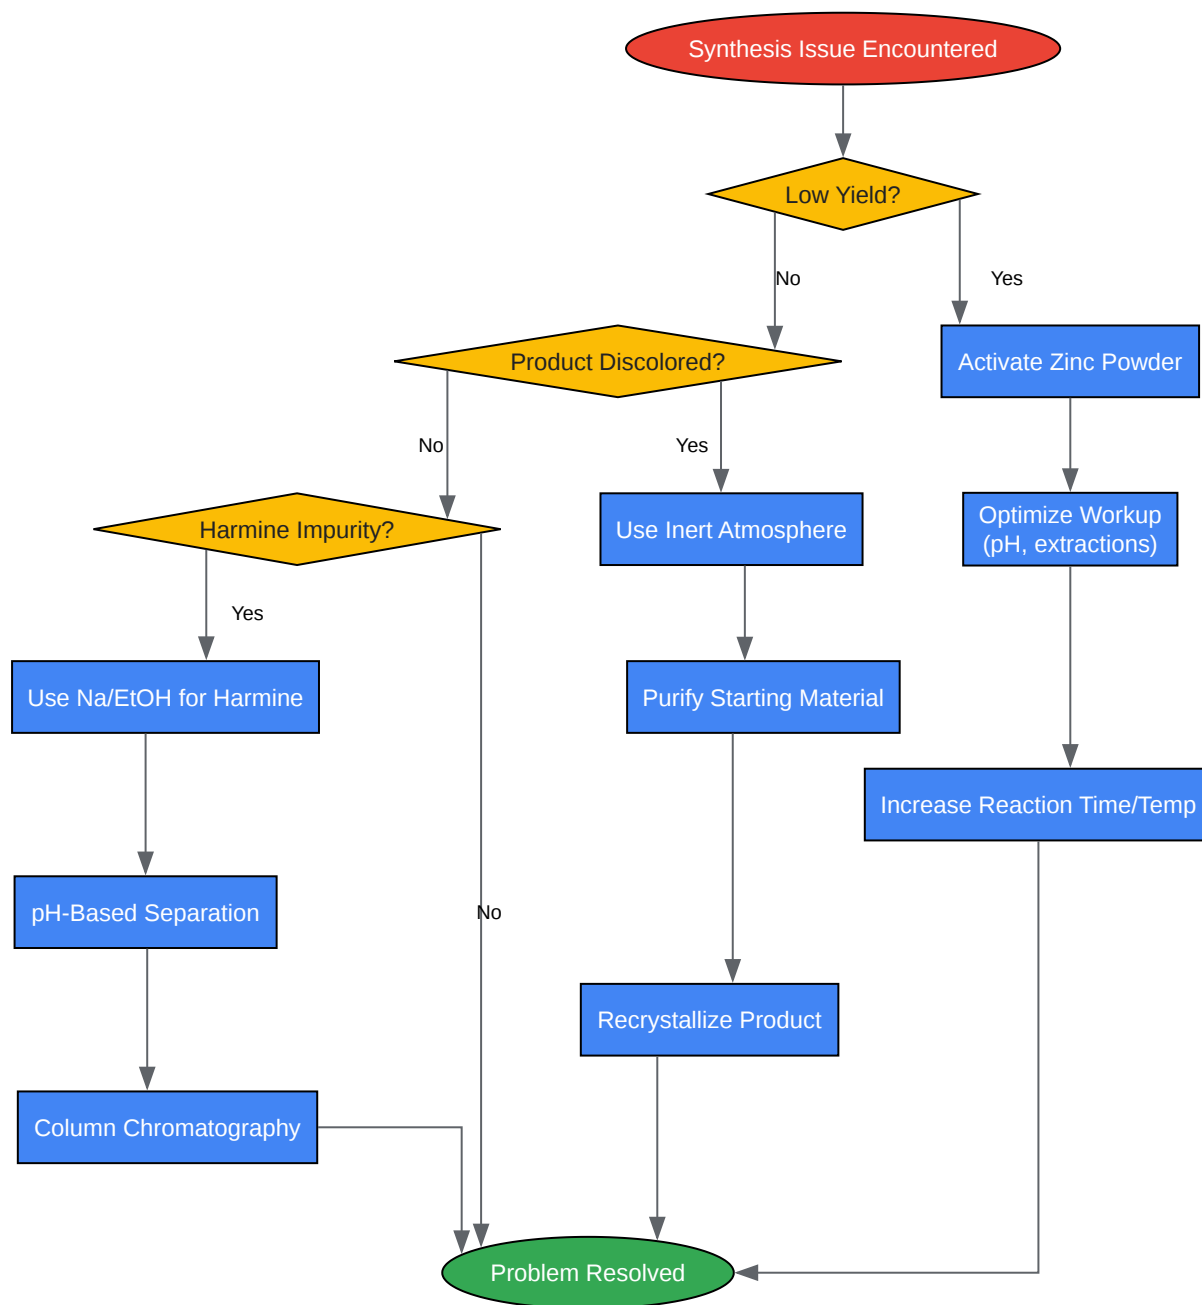 Synthesis Issue Encountered
Low Yield?
No
Yes
Product Discolored?
Activate Zinc Powder
No
Yes
Harmine Impurity?
Use Inert Atmosphere
Optimize Workup
(pH, extractions)
Yes
Use Na/EtOH for Harmine
Purify Starting Material
Increase Reaction Time/Temp
pH-Based Separation
No
Recrystallize Product
Column Chromatography
Problem Resolved